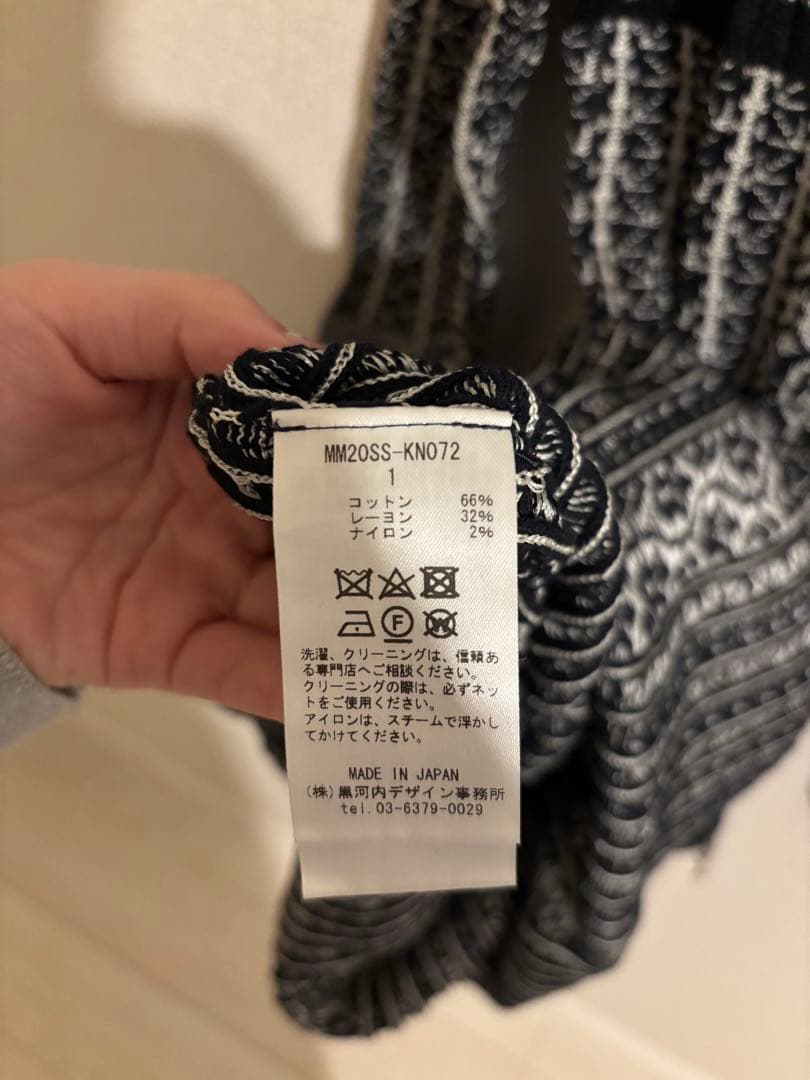 MM20SS-KN072
1
コットン 66%
レーヨン 32%
ナイロン 2%
F
W
洗濯、クリーニングは、信頼あ
る専門店へご相談ください。
クリーニングの際は、必ずネッ
トをご使用ください。
アイロンは、スチームで浮かし
てかけてください。
MADE IN JAPAN
(株)黒河内デザイン事務所
tel.03-6379-0029